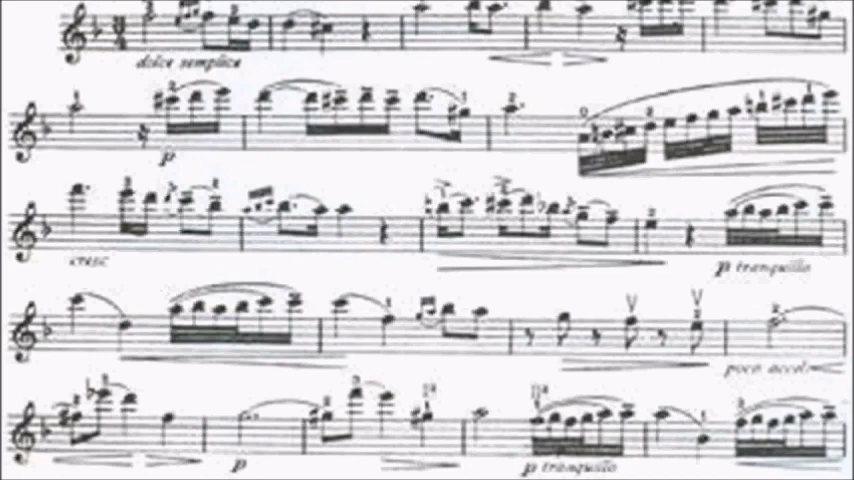 dolce semplice
p
cresc
p tranquillo
poco accel.
p
p tranquillo